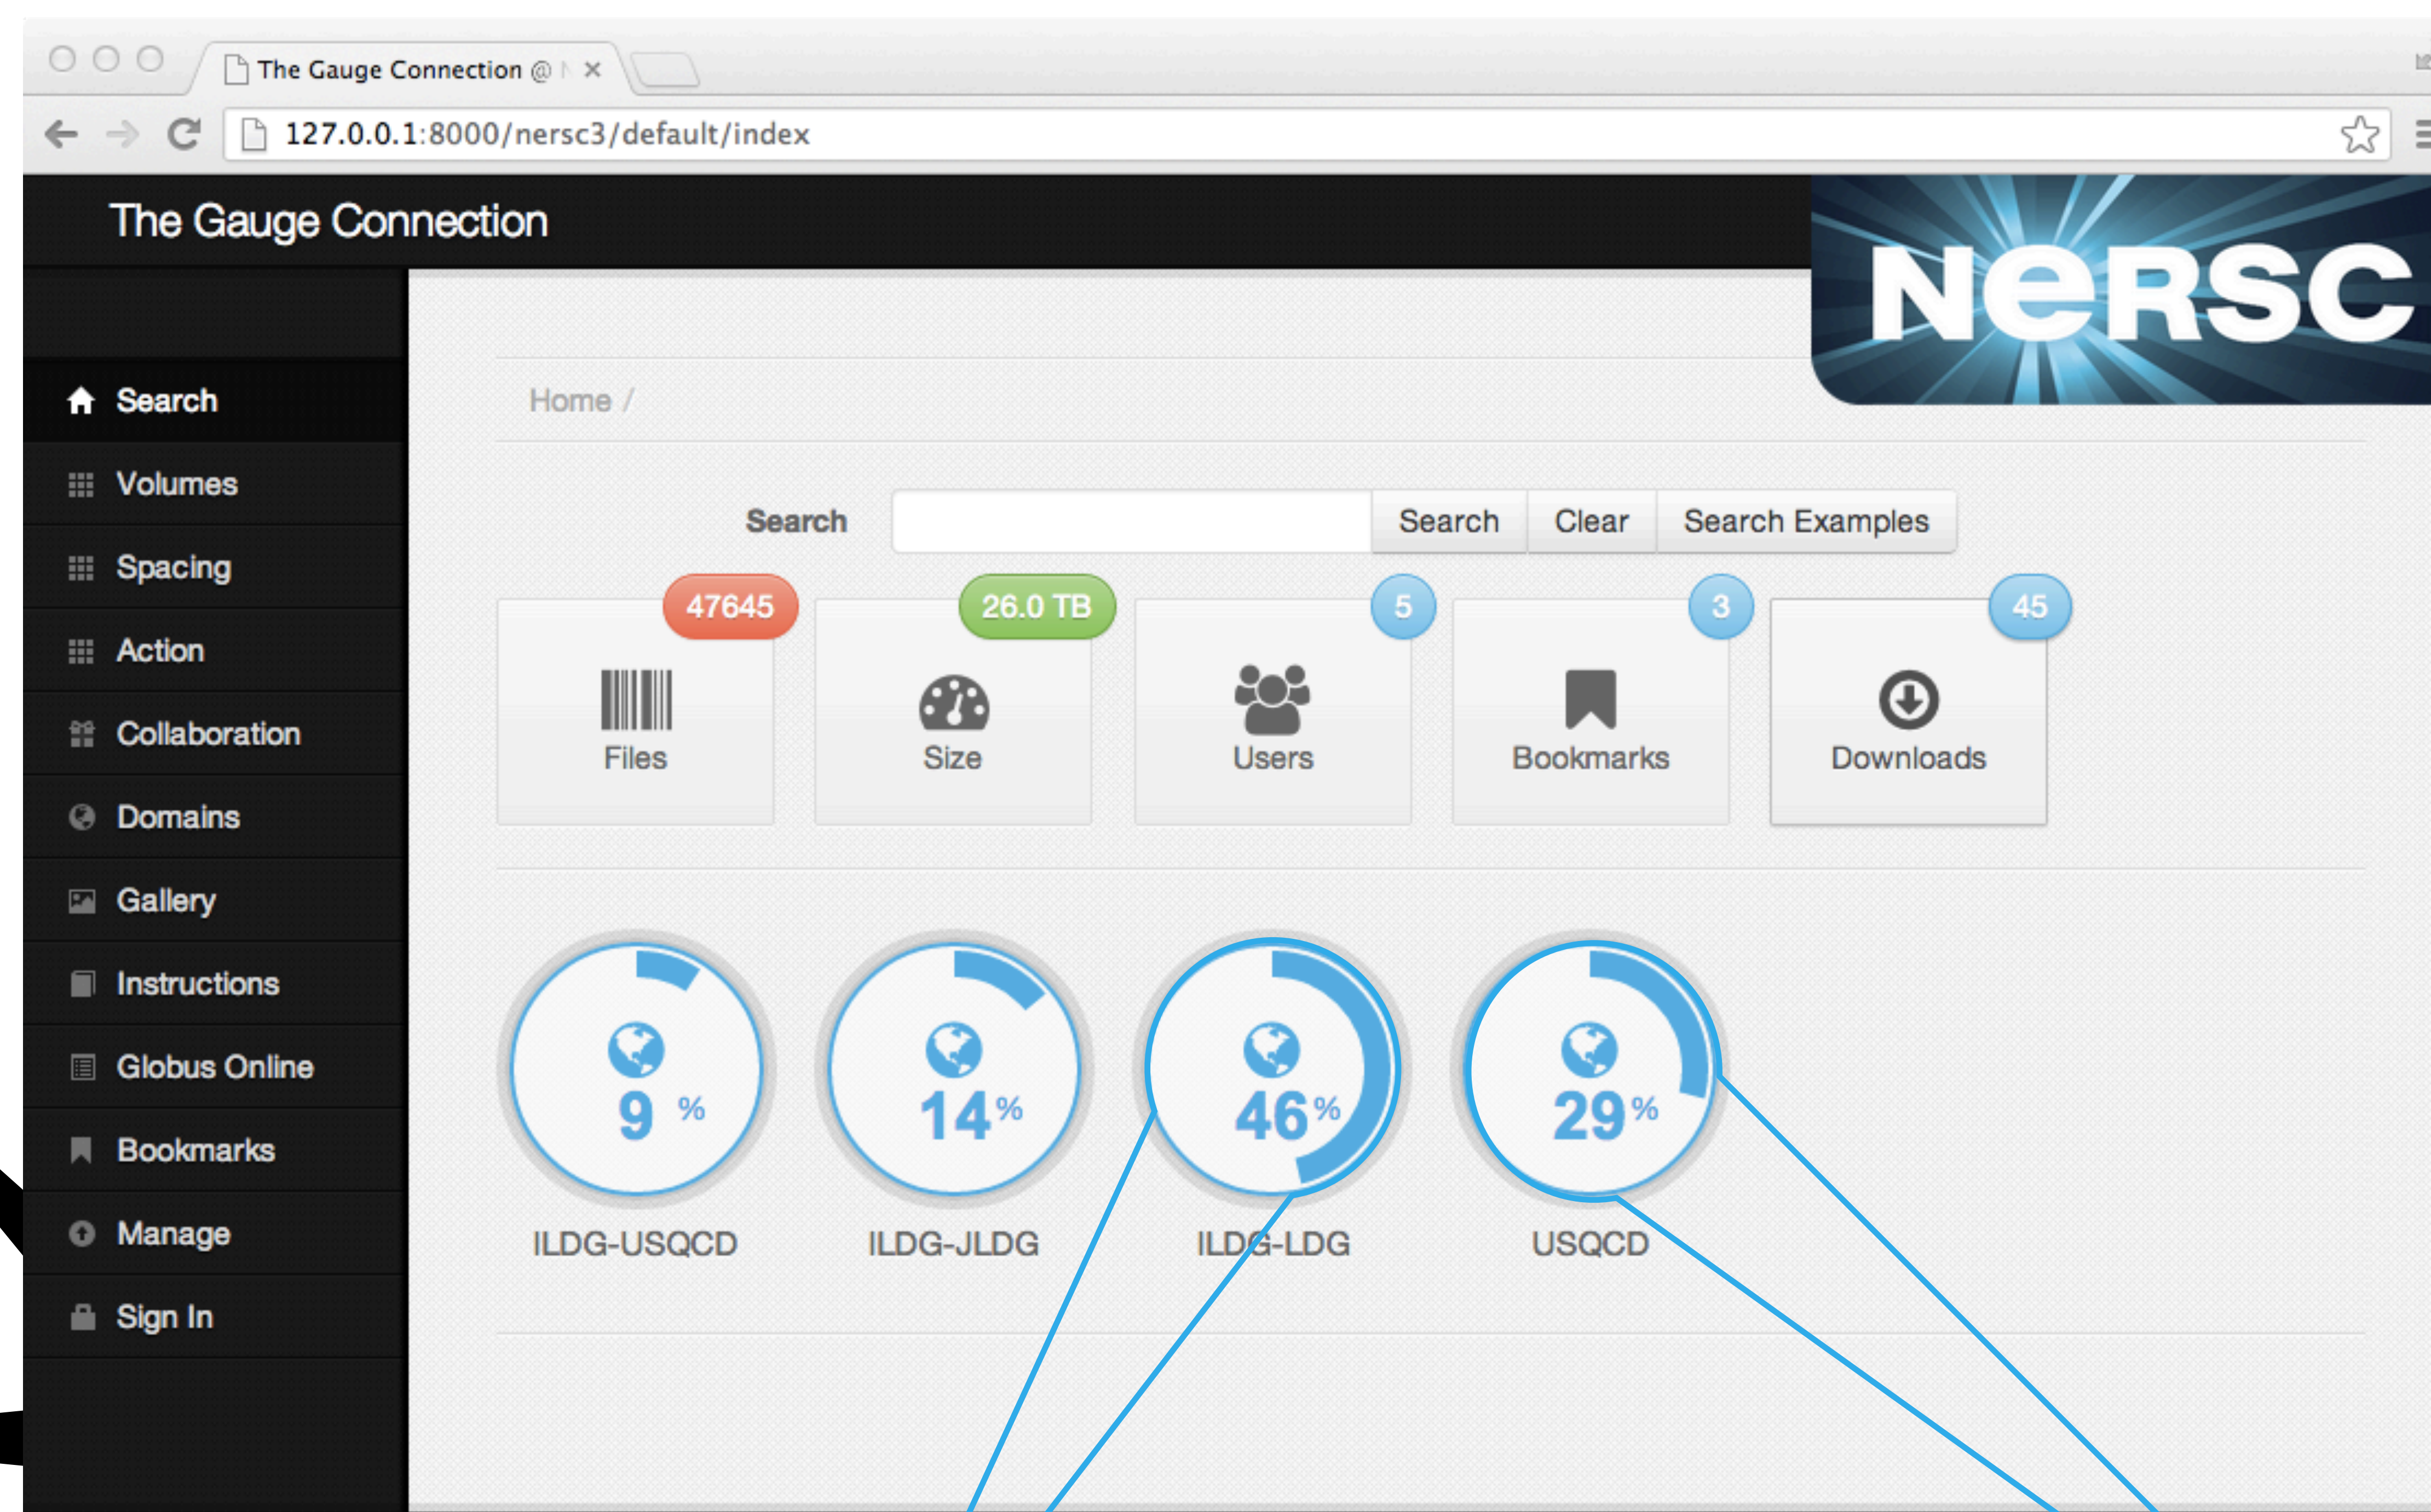 The Gauge Connection @ N
127.0.0.1:8000/nersc3/default/index
The Gauge Connection
NeRSC
Search
Home /
Volumes
Search Search Clear Search Examples
Spacing
47645 26.0 TB 5 3 45
Action
Collaboration
Files Size Users Bookmarks Downloads
Domains
Gallery
Instructions
Globus Online
9 % 14 % 46 % 29 %
Bookmarks
Manage
ILDG-USQCD ILDG-JLDG ILDG-LDG USQCD
Sign In